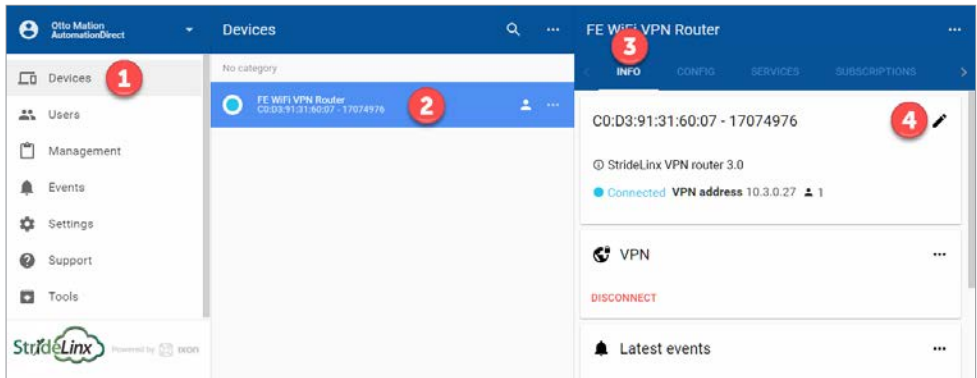 Otto Mation
AutomationDirect
Devices
1
Users
Management
Events
Settings
Support
Tools
StrideLinx Powered by IXON
Devices
No category
FE WiFi VPN Router
C0:D3:91:31:60:07 - 17074976
2
FE WiFi VPN Router
3
INFO CONFIG SERVICES SUBSCRIPTIONS
C0:D3:91:31:60:07 - 17074976
4
StrideLinx VPN router 3.0
Connected VPN address 10.3.0.27 1
VPN
DISCONNECT
Latest events